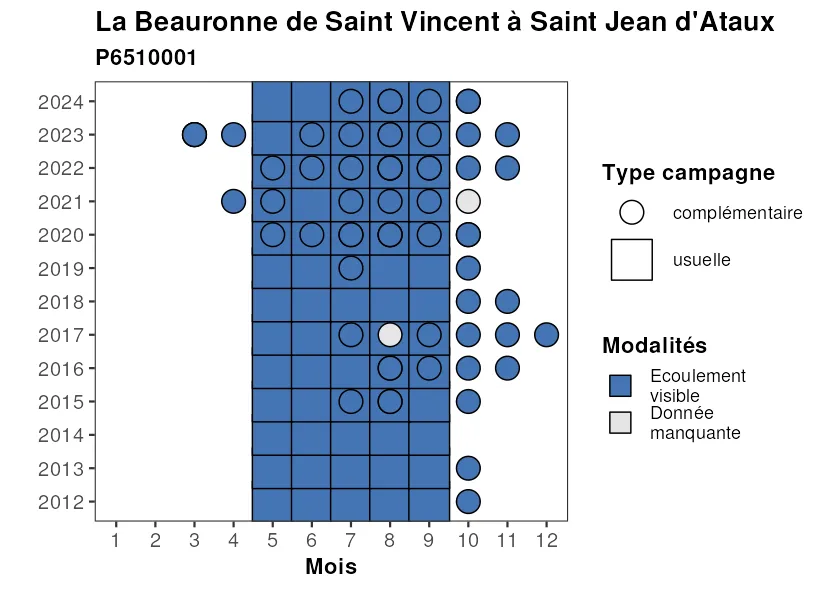 La Beauronne de Saint Vincent à Saint Jean d'Ataux
P6510001
2024
2023
2022
2021
2020
2019
2018
2017
2016
2015
2014
2013
2012
1 2 3 4 5 6 7 8 9 10 11 12
Mois
Type campagne
complémentaire
usuelle
Modalités
Ecoulement
visible
Donnée
manquante